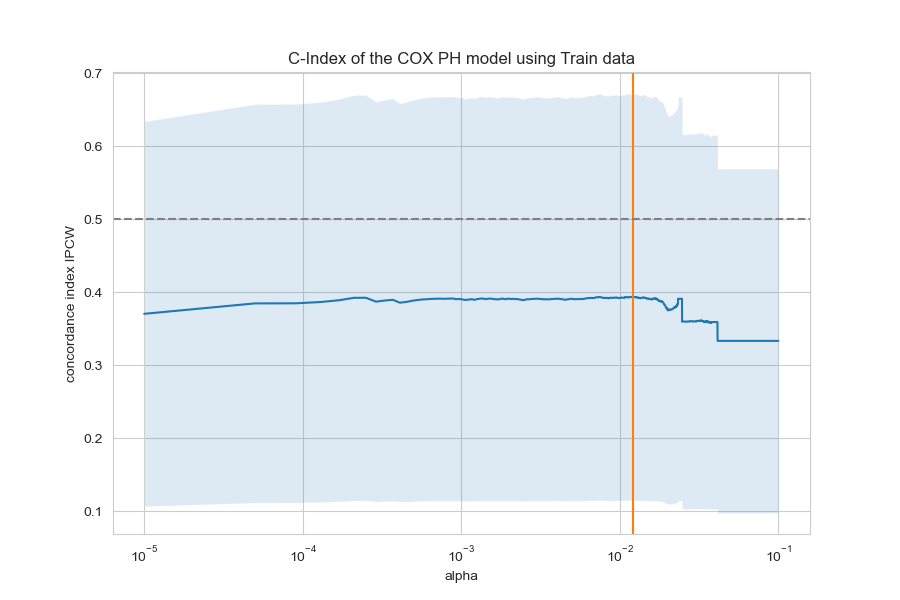 C-Index of the COX PH model using Train data
concordance index IPCW
0.7
0.6
0.5
0.4
0.3
0.2
0.1
10⁻⁵ 10⁻⁴ 10⁻³ 10⁻² 10⁻¹
alpha